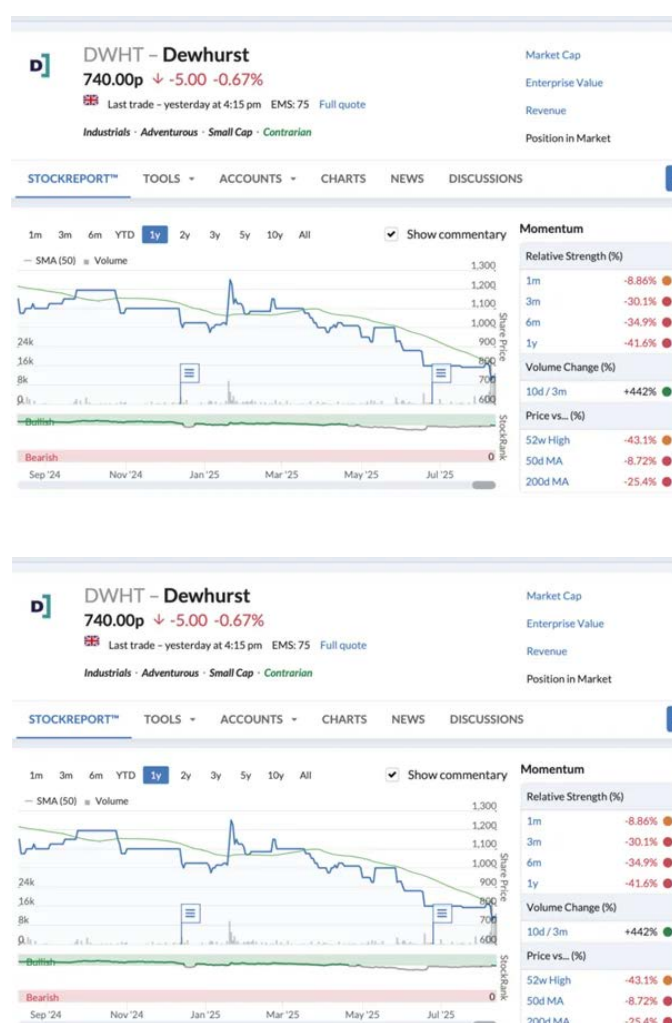 DWHT – Dewhurst
740.00p ↓ -5.00 -0.67%
Last trade – yesterday at 4:15 pm EMS: 75 Full quote
Industrials · Adventurous · Small Cap · Contrarian
Market Cap
Enterprise Value
Revenue
Position in Market
STOCKREPORT™ TOOLS ACCOUNTS CHARTS NEWS DISCUSSIONS
1m 3m 6m YTD 1y 2y 3y 5y 10y All Show commentary
SMA (50) Volume
1,300
1,200
1,100
1,000
900
800
700
600
Share Price
24k
16k
8k
0
Bullish
Bearish
0
StockRank
Sep '24 Nov '24 Jan '25 Mar '25 May '25 Jul '25
Momentum
Relative Strength (%)
1m -8.86%
3m -30.1%
6m -34.9%
1y -41.6%
Volume Change (%)
10d / 3m +442%
Price vs... (%)
52w High -43.1%
50d MA -8.72%
200d MA -25.4%
DWHT – Dewhurst
740.00p ↓ -5.00 -0.67%
Last trade – yesterday at 4:15 pm EMS: 75 Full quote
Industrials · Adventurous · Small Cap · Contrarian
Market Cap
Enterprise Value
Revenue
Position in Market
STOCKREPORT™ TOOLS ACCOUNTS CHARTS NEWS DISCUSSIONS
1m 3m 6m YTD 1y 2y 3y 5y 10y All Show commentary
SMA (50) Volume
1,300
1,200
1,100
1,000
900
800
700
600
Share Price
24k
16k
8k
0
Bullish
Bearish
0
StockRank
Sep '24 Nov '24 Jan '25 Mar '25 May '25 Jul '25
Momentum
Relative Strength (%)
1m -8.86%
3m -30.1%
6m -34.9%
1y -41.6%
Volume Change (%)
10d / 3m +442%
Price vs... (%)
52w High -43.1%
50d MA -8.72%
200d MA -25.4%